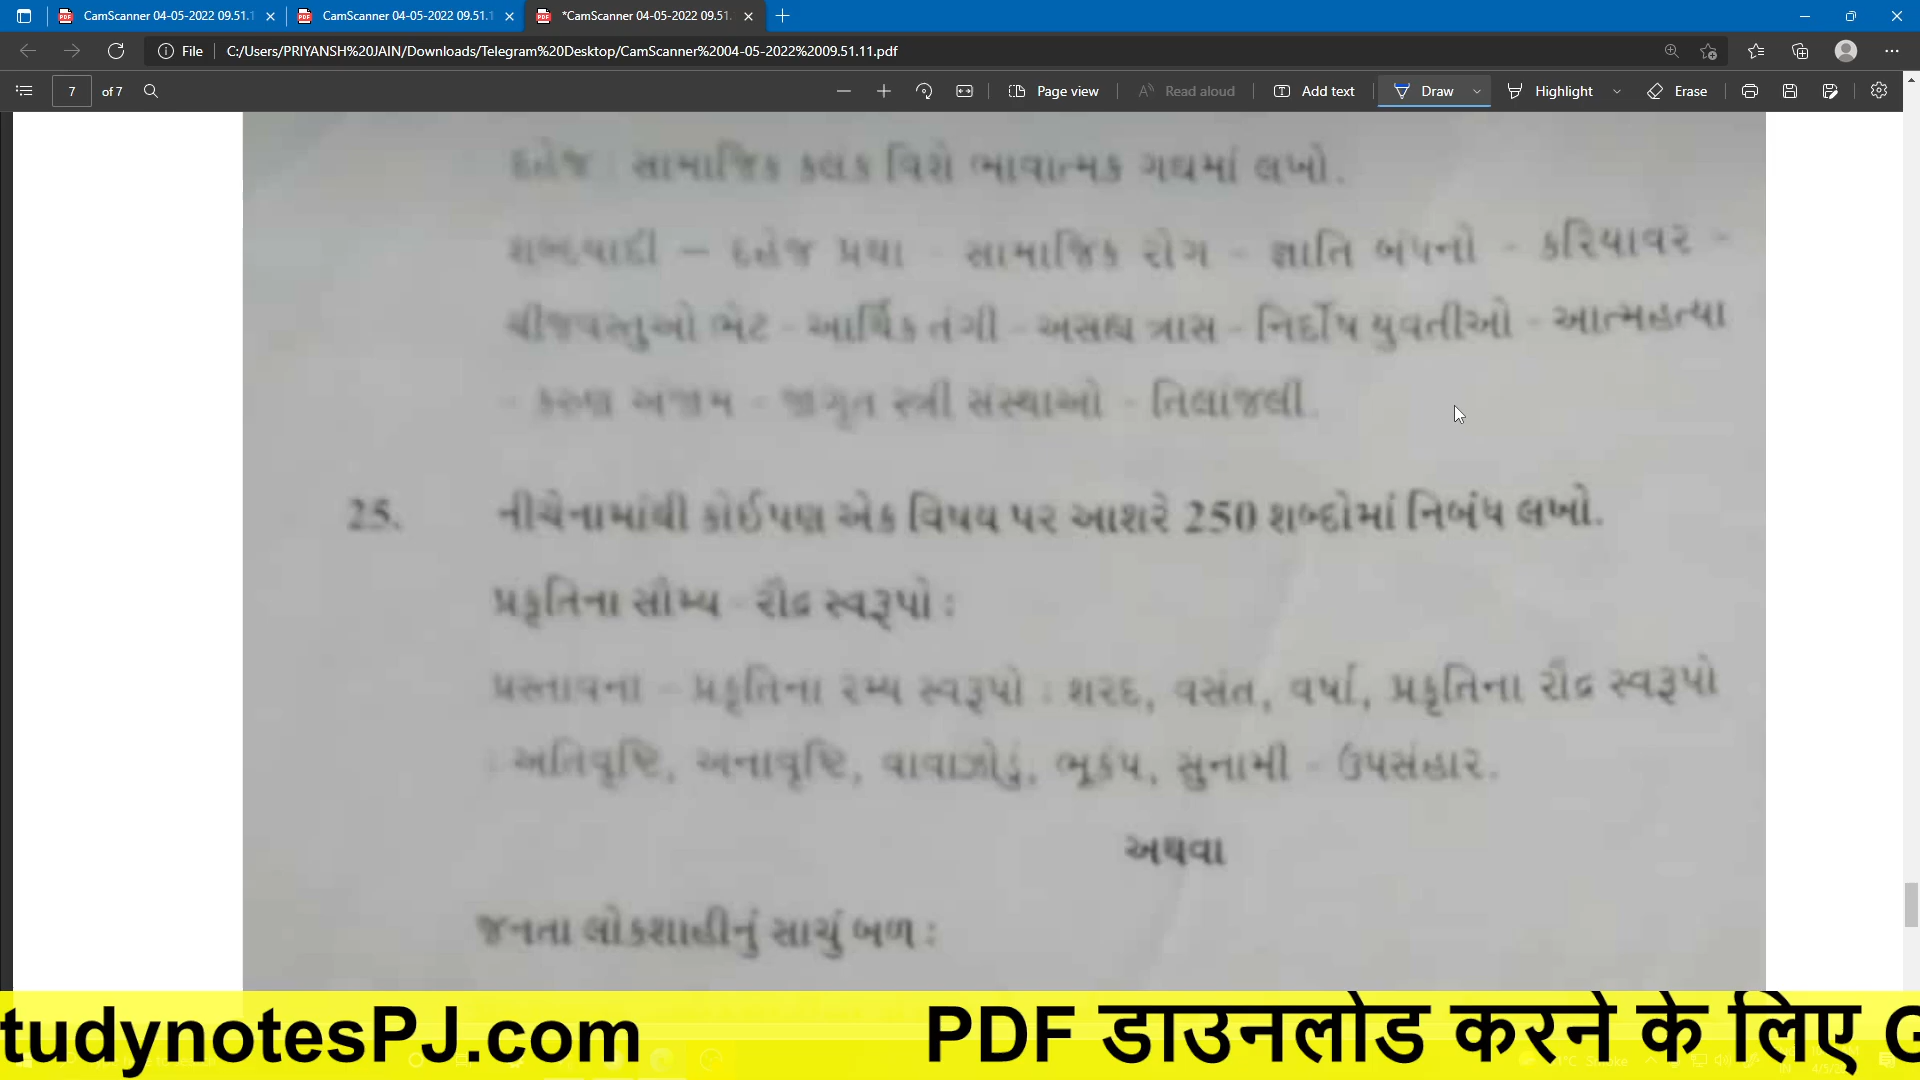 CamScanner 04-05-2022 09.51.1
CamScanner 04-05-2022 09.51.1
*CamScanner 04-05-2022 09.51.
File
C:/Users/PRIYANSH%20JAIN/Downloads/Telegram%20Desktop/CamScanner%2004-05-2022%2009.51.11.pdf
7 of 7
Page view
Read aloud
Add text
Draw
Highlight
Erase
દહેજ : સામાજિક કલંક વિશે ભાવાત્મક ગદ્યમાં લખો.
શબ્દયાદી – દહેજ પ્રથા - સામાજિક રોગ - જ્ઞાતિ બંધનો - કરિયાવર -
ચીજવસ્તુઓ ભેટ - આર્થિક તંગી - અસહ્ય ત્રાસ - નિર્દોષ યુવતીઓ - આત્મહત્યા
- કરુણ અંજામ - જાગૃત સ્ત્રી સંસ્થાઓ - તિલાંજલી.
25. નીચેનામાંથી કોઈપણ એક વિષય પર આશરે 250 શબ્દોમાં નિબંધ લખો.
પ્રકૃતિના સૌમ્ય - રૌદ્ર સ્વરૂપો :
પ્રસ્તાવના - પ્રકૃતિના રમ્ય સ્વરૂપો : શરદ, વસંત, વર્ષા, પ્રકૃતિના રૌદ્ર સ્વરૂપો
: અતિવૃષ્ટિ, અનાવૃષ્ટિ, વાવાઝોડું, ભૂકંપ, સુનામી - ઉપસંહાર.
અથવા
જનતા લોકશાહીનું સાચું બળ :
tudynotesPJ.com PDF डाउनलोड करने के लिए G